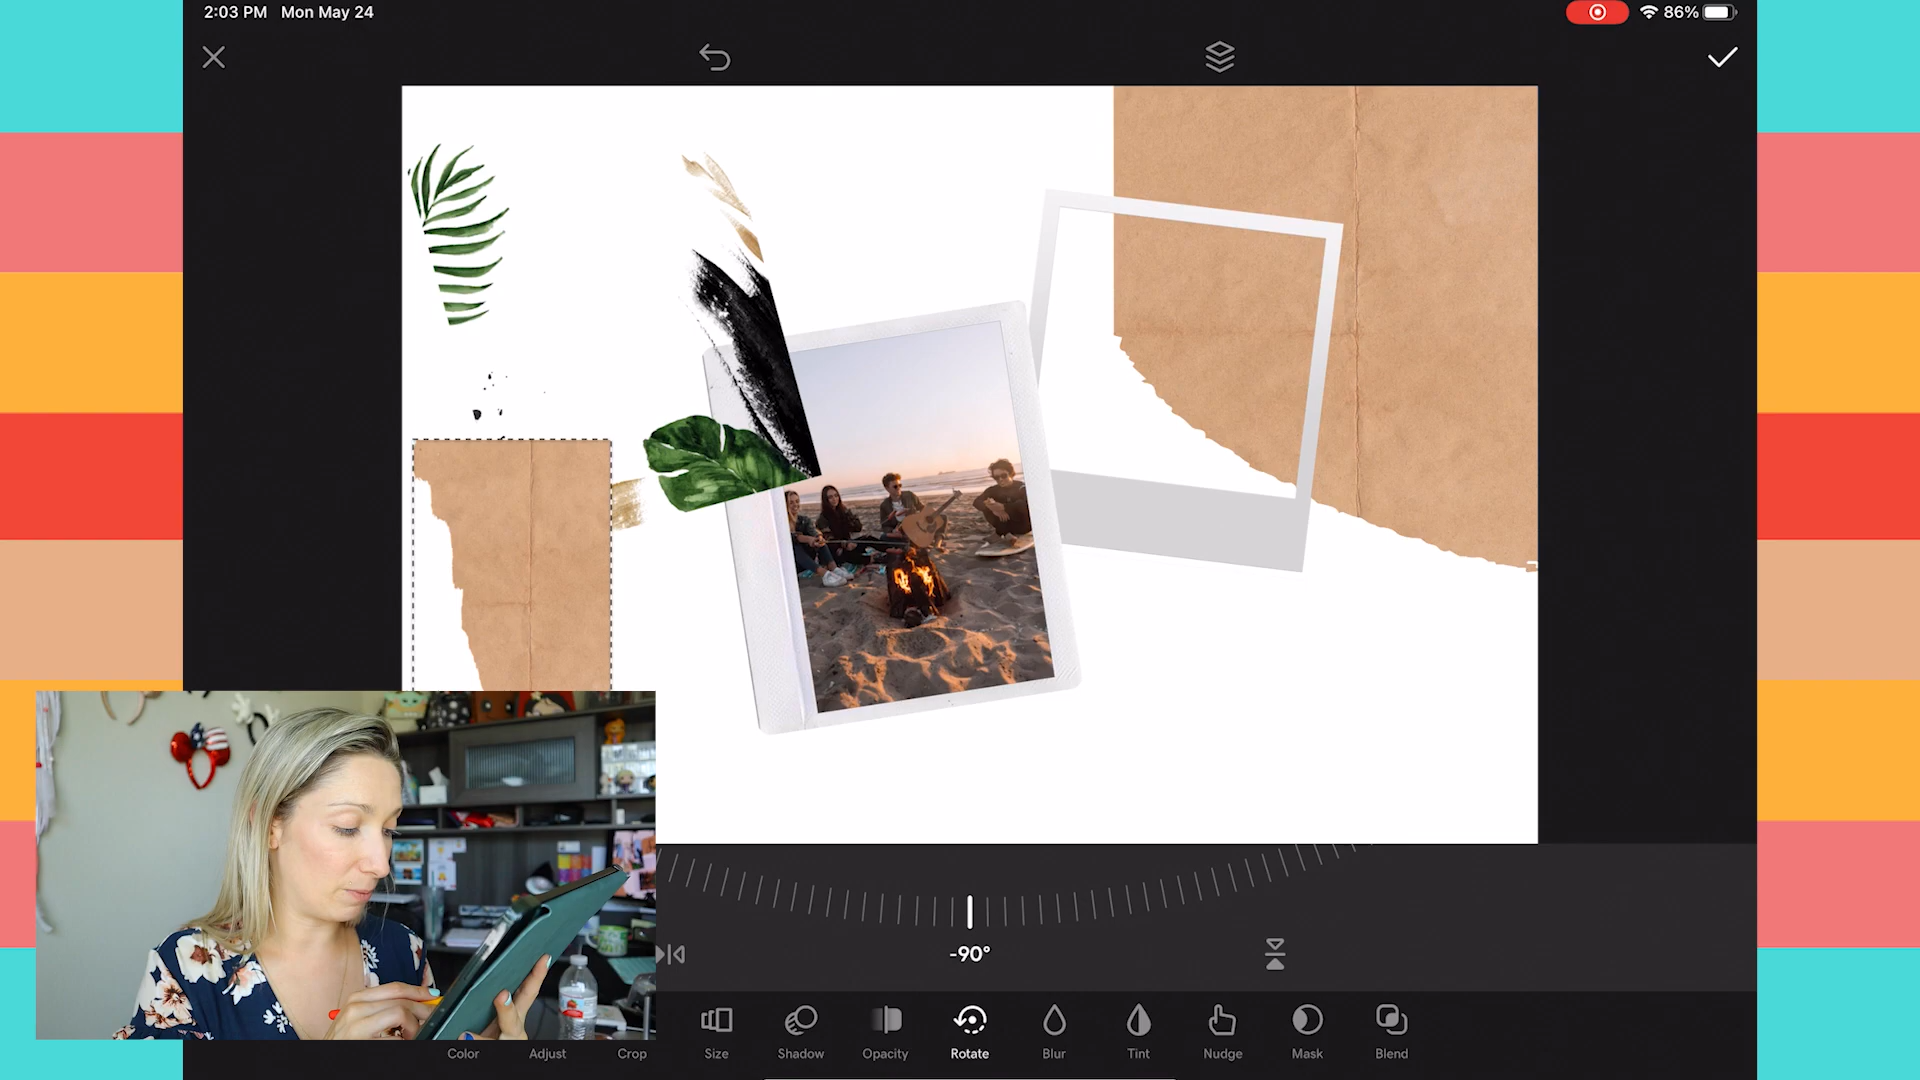 2:03 PM Mon May 24
86%
-90°
Color Adjust Crop Size Shadow Opacity Rotate Blur Tint Nudge Mask Blend